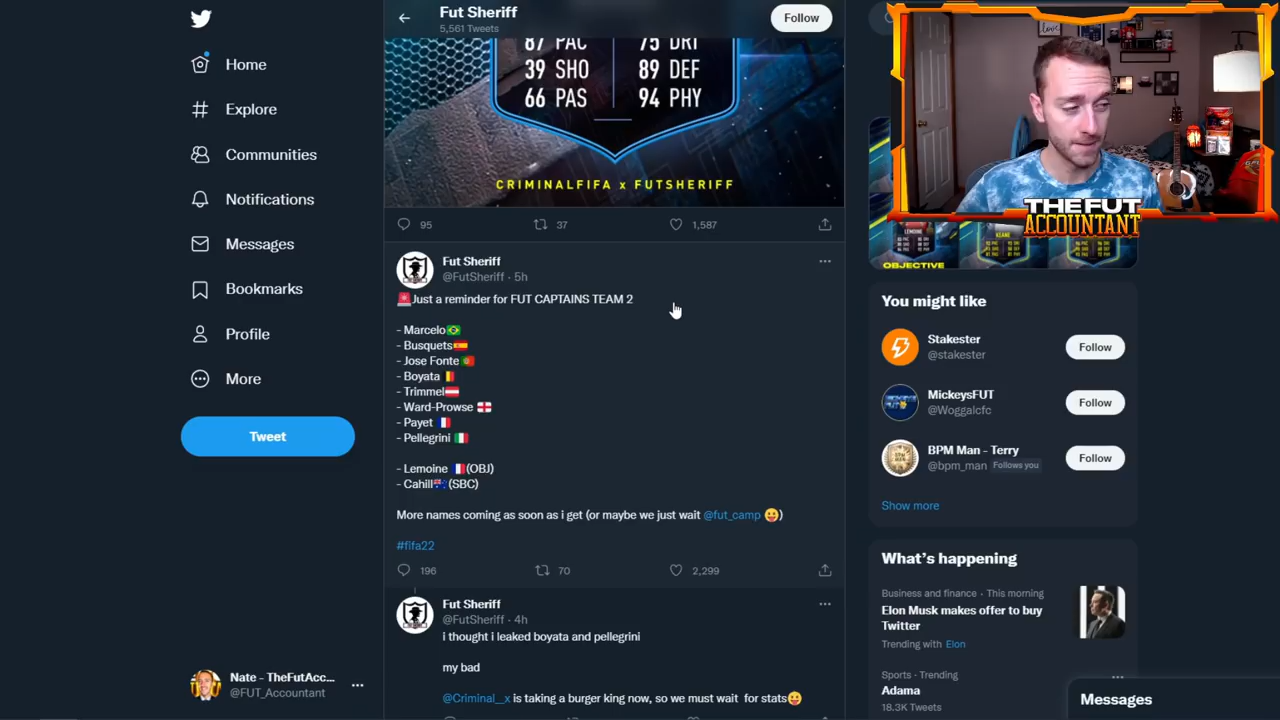 Fut Sheriff
5,561 Tweets
Follow
Home
Explore
Communities
Notifications
Messages
Bookmarks
Profile
More
Tweet
Nate - TheFutAcc...
@FUT_Accountant
87 PAC 75 DRI
39 SHO 89 DEF
66 PAS 94 PHY
CRIMINALFIFA x FUTSHERIFF
95 37 1,587
Fut Sheriff
@FutSheriff · 5h
🚨Just a reminder for FUT CAPTAINS TEAM 2
- Marcelo🇧🇷
- Busquets🇪🇸
- Jose Fonte🇵🇹
- Boyata 🇧🇪
- Trimmel🇦🇹
- Ward-Prowse 🏴󠁧󠁢󠁥󠁮󠁧󠁿
- Payet 🇫🇷
- Pellegrini 🇮🇹
- Lemoine 🇫🇷(OBJ)
- Cahill🇦🇺(SBC)
More names coming as soon as i get (or maybe we just wait @fut_camp 😛)
#fifa22
196 70 2,299
Fut Sheriff
@FutSheriff · 4h
i thought i leaked boyata and pellegrini
my bad
@Criminal__x is taking a burger king now, so we must wait for stats😛
THE FUT
ACCOUNTANT
LEMOINE
KEANE
OBJECTIVE
You might like
Stakester
@stakester
Follow
MickeysFUT
@Woggalcfc
Follow
BPM Man - Terry
@bpm_man Follows you
Follow
Show more
What's happening
Business and finance · This morning
Elon Musk makes offer to buy
Twitter
Trending with Elon
Sports · Trending
Adama
18.3K Tweets
Messages